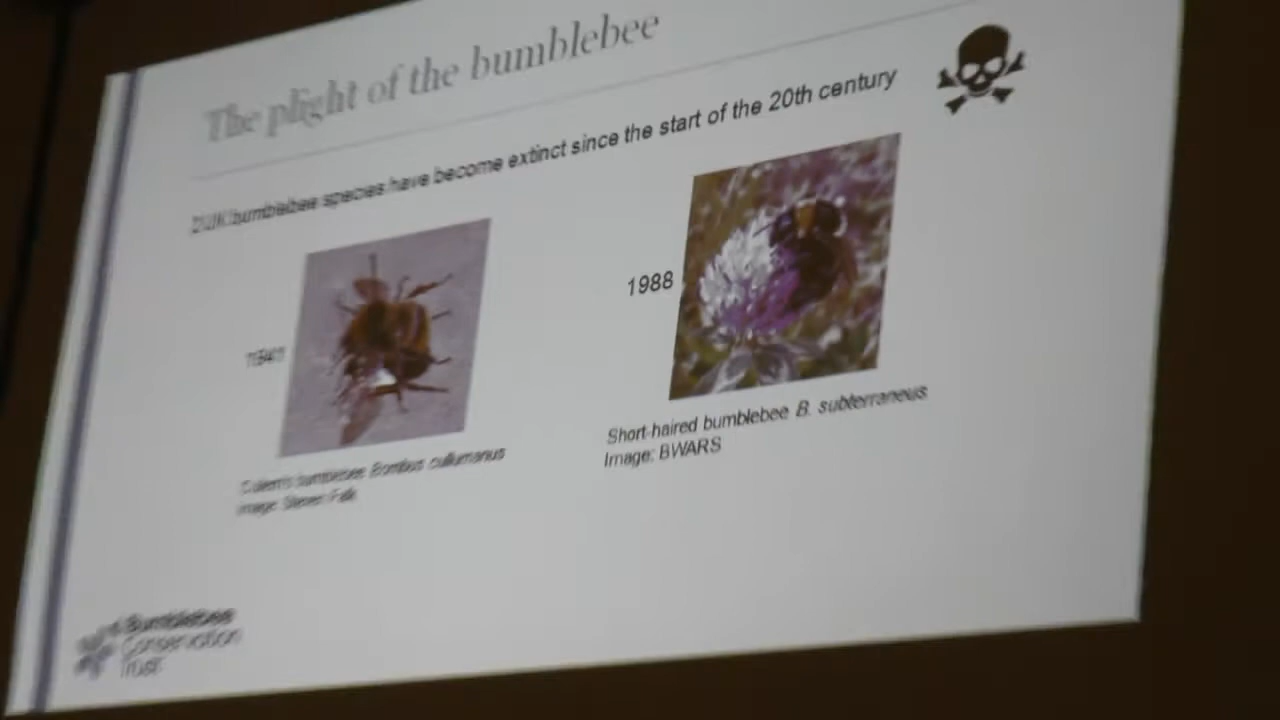 The plight of the bumblebee
2 UK bumblebee species have become extinct since the start of the 20th century
1988
Short-haired bumblebee B. subterraneus
Image: BWARS
bumblebee Bombus cullumanus
Image: Steven Falk
Bumblebee
Conservation
Trust